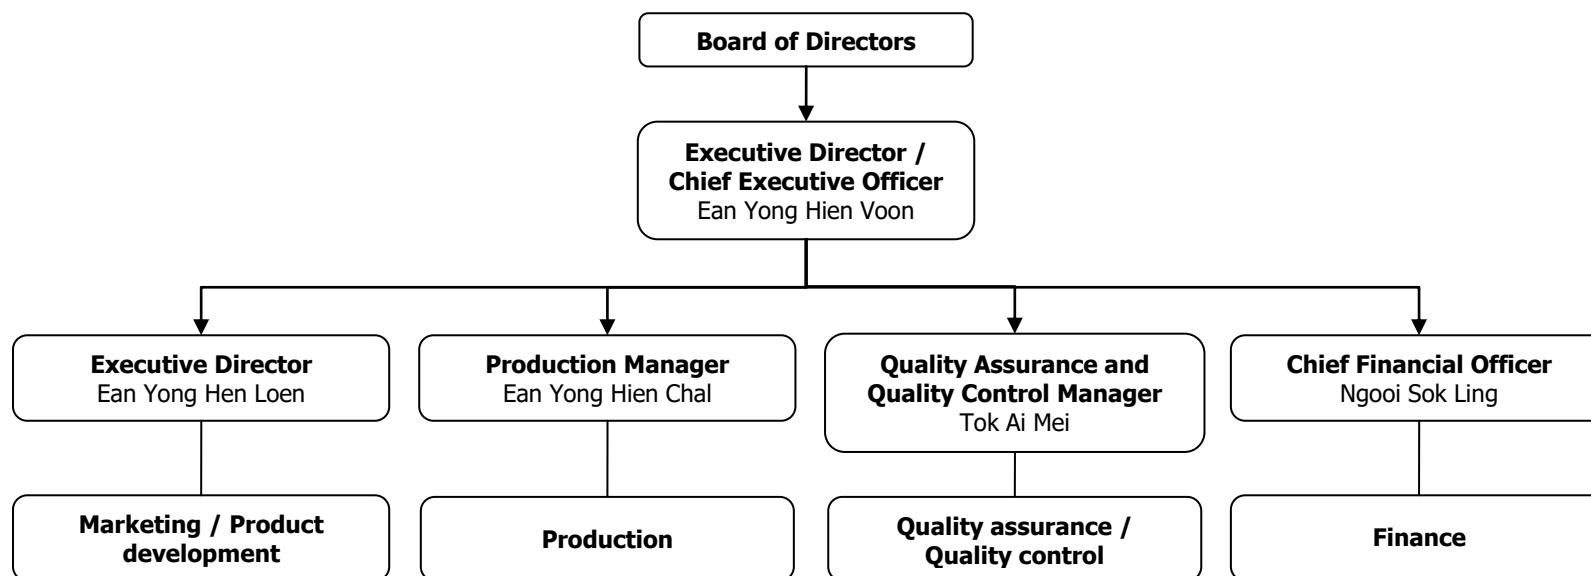 Board of Directors
Executive Director /
Chief Executive Officer
Ean Yong Hien Voon
Executive Director
Ean Yong Hen Loen
Production Manager
Ean Yong Hien Chal
Quality Assurance and
Quality Control Manager
Tok Ai Mei
Chief Financial Officer
Ngooi Sok Ling
Marketing / Product
development
Production
Quality assurance /
Quality control
Finance